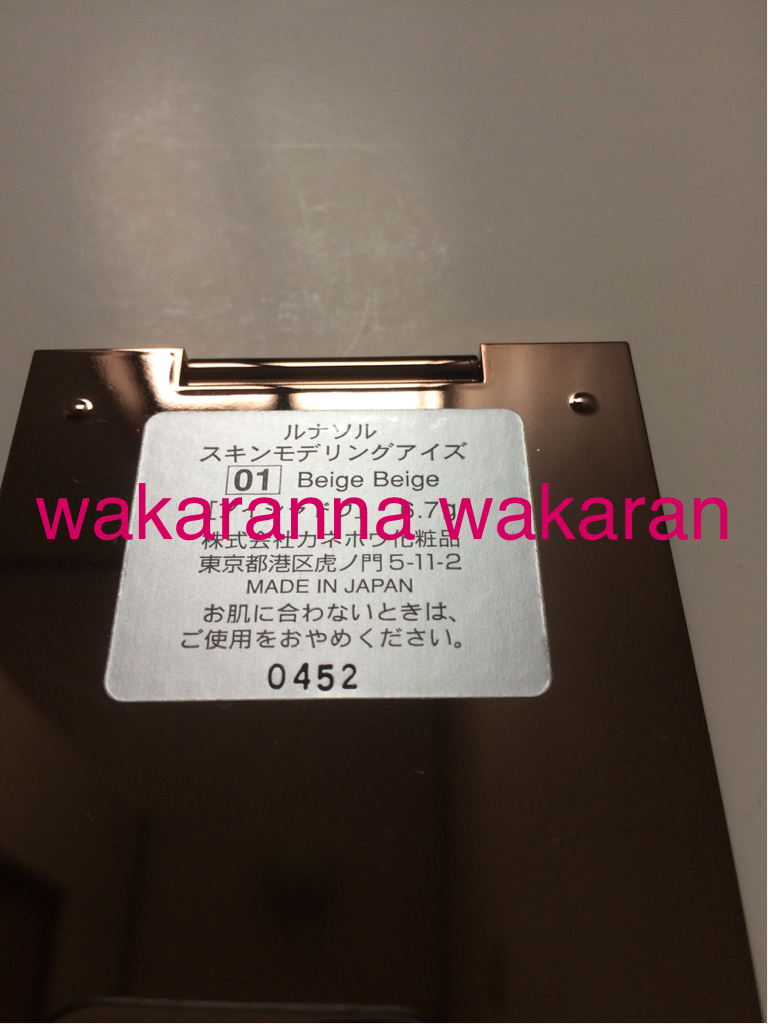 ルナソル
スキンモデリングアイズ
01 Beige Beige
6.7g
wakaranna wakaran
株式会社カネボウ化粧品
東京都港区虎ノ門5-11-2
MADE IN JAPAN
お肌に合わないときは、
ご使用をおやめください。
0452